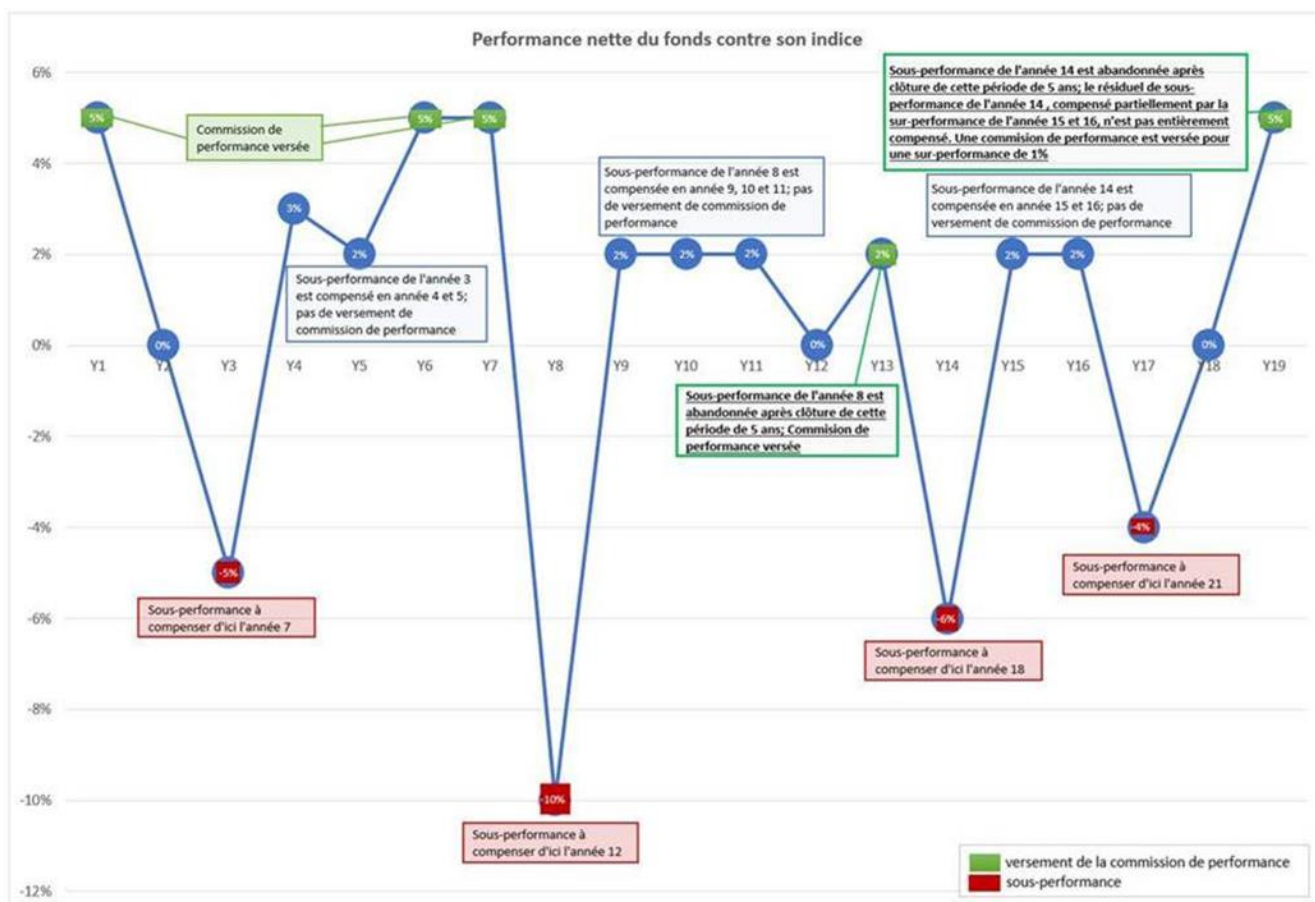 Performance nette du fonds contre son indice
6%
4%
2%
0%
-2%
-4%
-6%
-8%
-10%
-12%
5%
Commission de
performance versée
5%
5%
Sous-performance de l'année 14 est abandonnée après
clôture de cette période de 5 ans; le résiduel de sous-
performance de l'année 14 , compensé partiellement par la
sur-performance de l'année 15 et 16, n'est pas entièrement
compensé. Une commision de performance est versée pour
une sur-performance de 1%
5%
Sous-performance de l'année 8 est
compensée en année 9, 10 et 11; pas
de versement de commission de
performance
Sous-performance de l'année 14 est
compensée en année 15 et 16; pas de
versement de commission de performance
3%
2%
2%
2%
2%
2%
2%
2%
Sous-performance de l'année 3
est compensé en année 4 et 5;
pas de versement de
commission de performance
0%
0%
0%
Y1
Y2
Y3
Y4
Y5
Y6
Y7
Y8
Y9
Y10
Y11
Y12
Y13
Y14
Y15
Y16
Y17
Y18
Y19
Sous-performance de l'année 8 est
abandonnée après clôture de cette
période de 5 ans; Commision de
performance versée
-5%
Sous-performance à
compenser d'ici l'année 7
-4%
Sous-performance à
compenser d'ici l'année 21
-6%
Sous-performance à
compenser d'ici l'année 18
-10%
Sous-performance à
compenser d'ici l'année 12
versement de la commission de performance
sous-performance